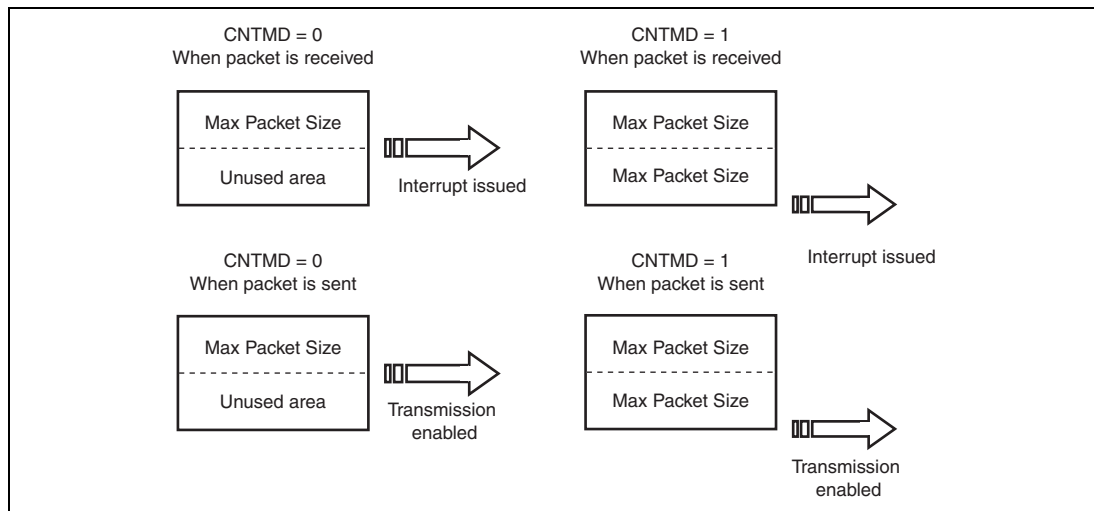 CNTMD = 0
When packet is received
Max Packet Size
Unused area
Interrupt issued
CNTMD = 1
When packet is received
Max Packet Size
Max Packet Size
Interrupt issued
CNTMD = 0
When packet is sent
Max Packet Size
Unused area
Transmission
enabled
CNTMD = 1
When packet is sent
Max Packet Size
Max Packet Size
Transmission
enabled